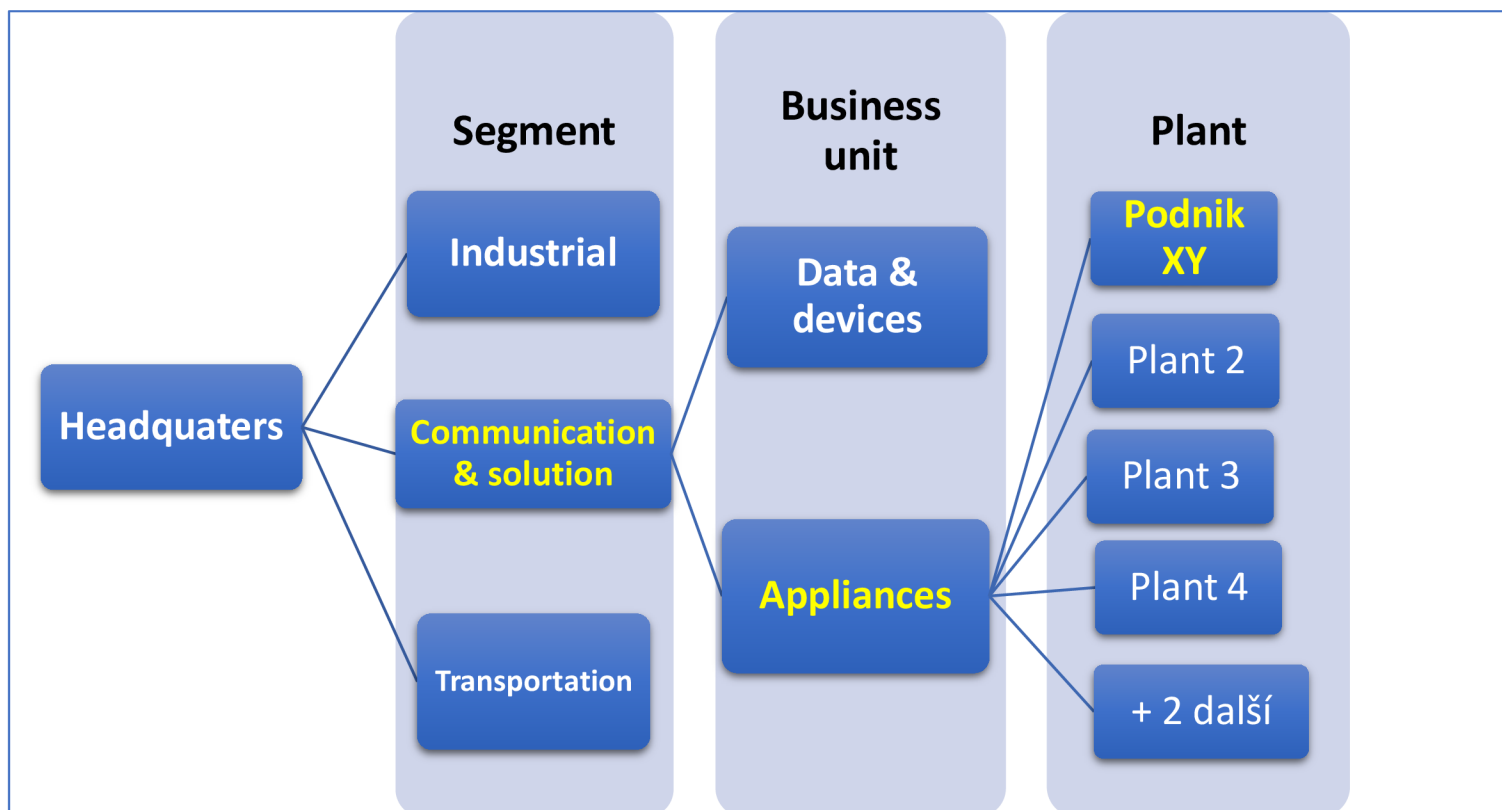 Segment
Business
unit
Plant
Headquaters
Industrial
Communication
& solution
Transportation
Data &
devices
Appliances
Podnik
XY
Plant 2
Plant 3
Plant 4
+ 2 další